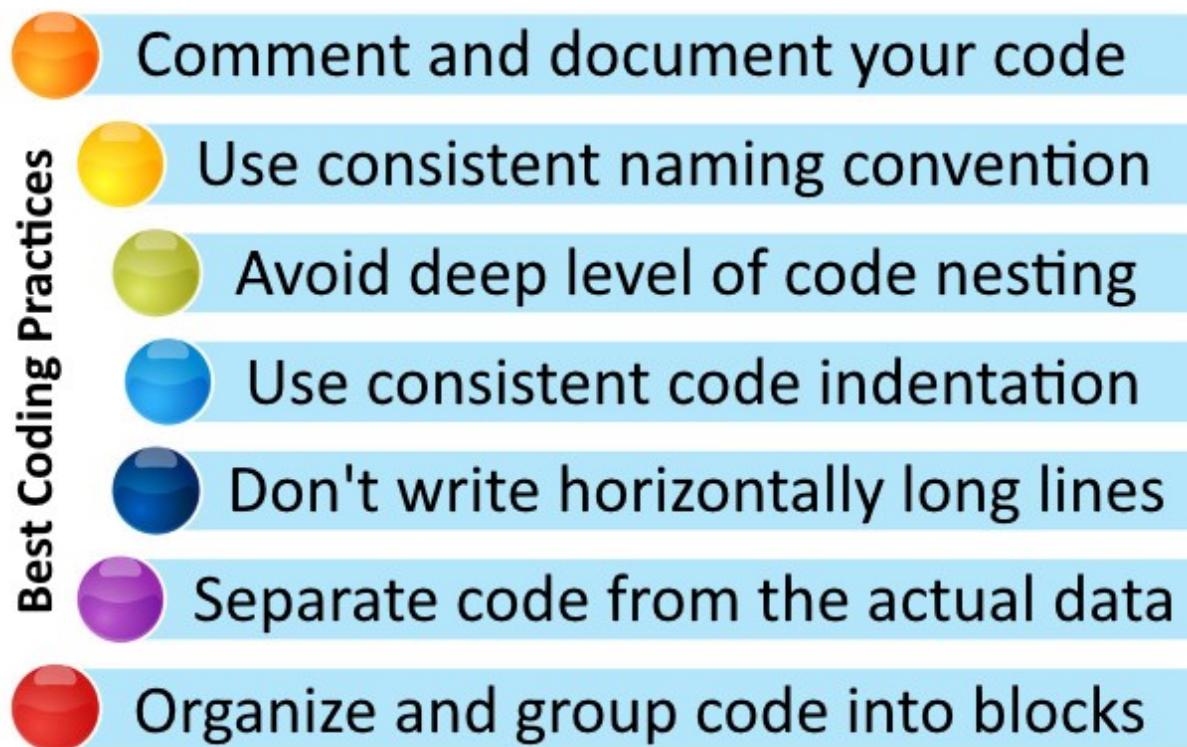 Best Coding Practices
Comment and document your code
Use consistent naming convention
Avoid deep level of code nesting
Use consistent code indentation
Don't write horizontally long lines
Separate code from the actual data
Organize and group code into blocks